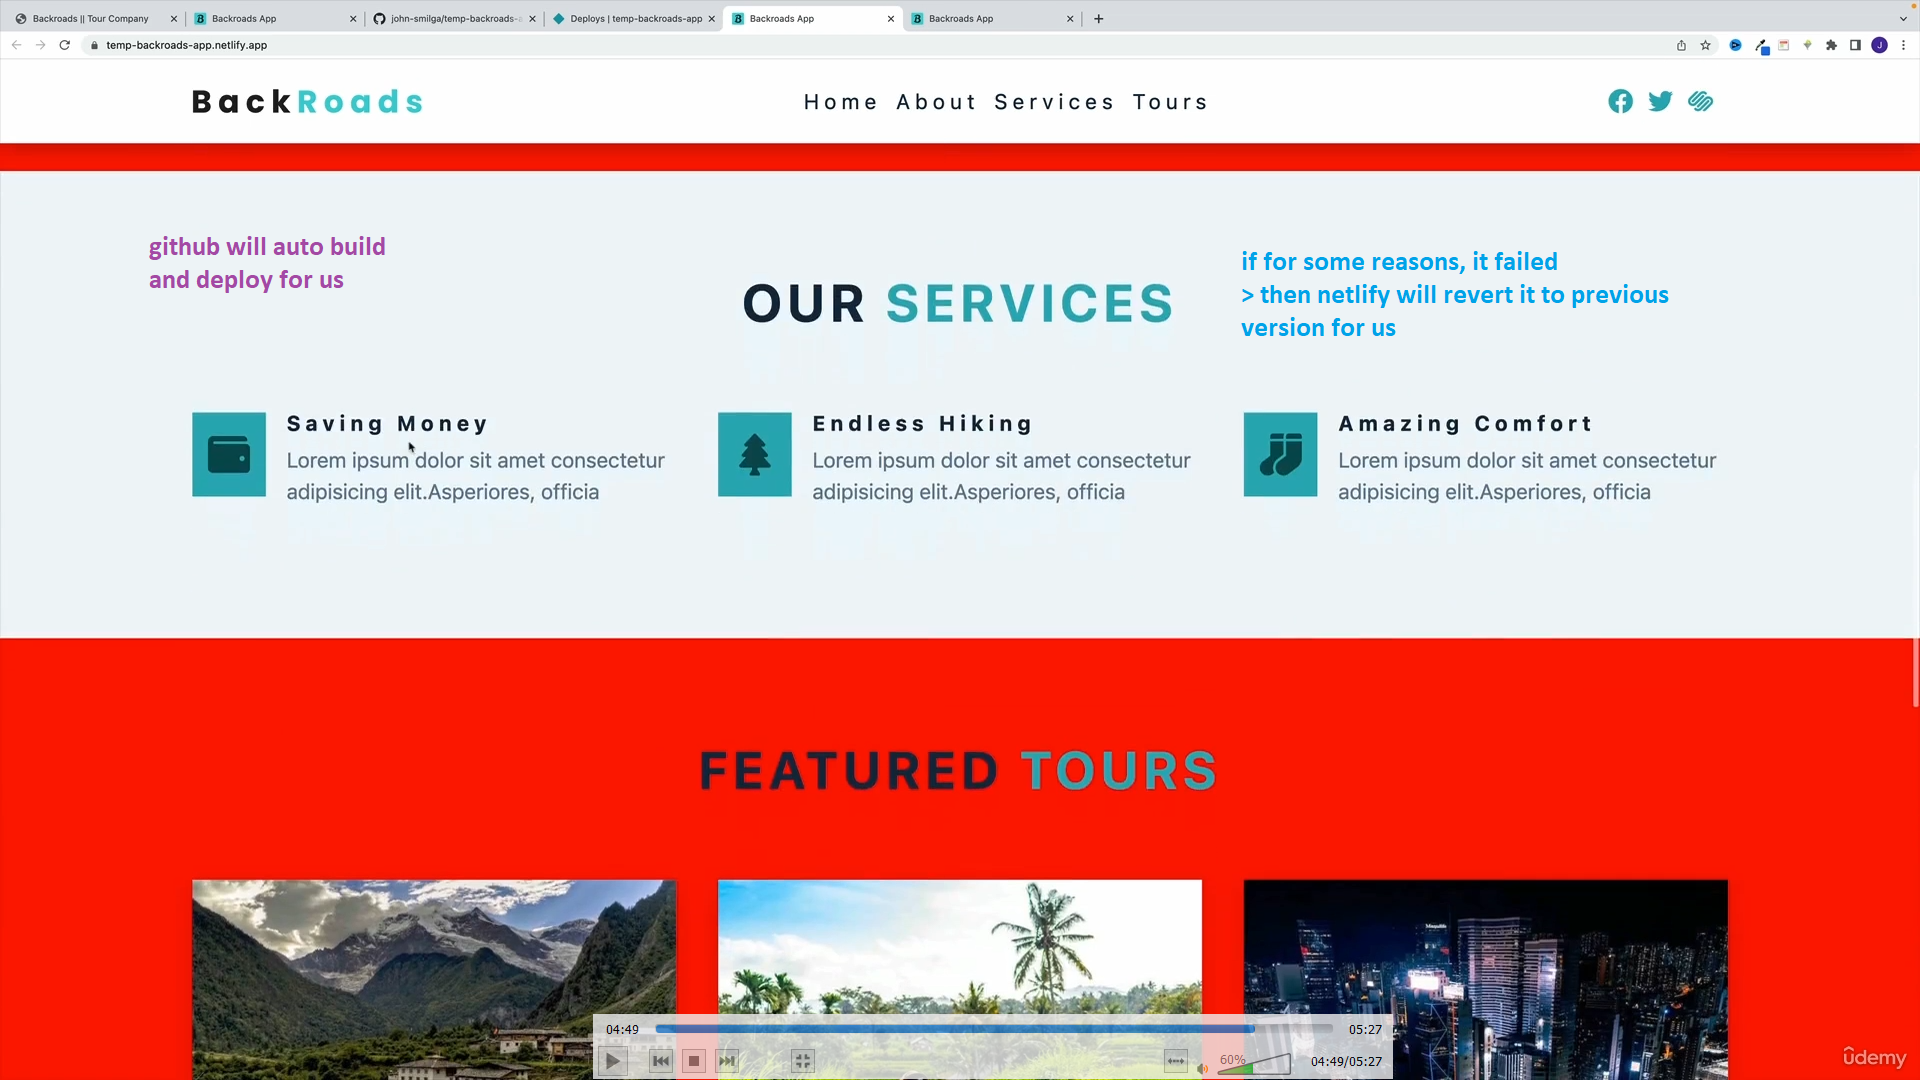 Backroads || Tour Company
Backroads App
john-smilga/temp-backroads-a
Deploys | temp-backroads-app
Backroads App
Backroads App
temp-backroads-app.netlify.app
J
BackRoads
Home About Services Tours
github will auto build
and deploy for us
if for some reasons, it failed
> then netlify will revert it to previous
version for us
OUR SERVICES
Saving Money
Lorem ipsum dolor sit amet consectetur
adipisicing elit.Asperiores, officia
Endless Hiking
Lorem ipsum dolor sit amet consectetur
adipisicing elit.Asperiores, officia
Amazing Comfort
Lorem ipsum dolor sit amet consectetur
adipisicing elit.Asperiores, officia
FEATURED TOURS
04:49
05:27
60%
04:49/05:27
ûdemy